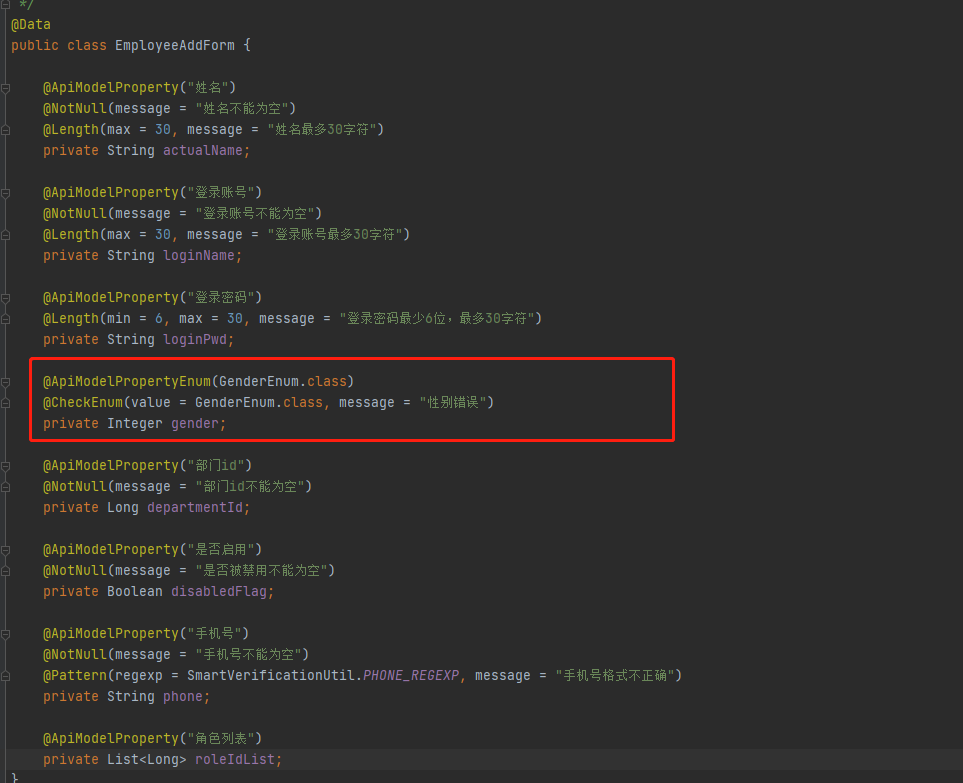 */
@Data
public class EmployeeAddForm {
@ApiModelProperty("姓名")
@NotNull(message = "姓名不能为空")
@Length(max = 30, message = "姓名最多30字符")
private String actualName;
@ApiModelProperty("登录账号")
@NotNull(message = "登录账号不能为空")
@Length(max = 30, message = "登录账号最多30字符")
private String loginName;
@ApiModelProperty("登录密码")
@Length(min = 6, max = 30, message = "登录密码最少6位，最多30字符")
private String loginPwd;
@ApiModelPropertyEnum(GenderEnum.class)
@CheckEnum(value = GenderEnum.class, message = "性别错误")
private Integer gender;
@ApiModelProperty("部门id")
@NotNull(message = "部门id不能为空")
private Long departmentId;
@ApiModelProperty("是否启用")
@NotNull(message = "是否被禁用不能为空")
private Boolean disabledFlag;
@ApiModelProperty("手机号")
@NotNull(message = "手机号不能为空")
@Pattern(regexp = SmartVerificationUtil.PHONE_REGEXP, message = "手机号格式不正确")
private String phone;
@ApiModelProperty("角色列表")
private List<Long> roleIdList;
}